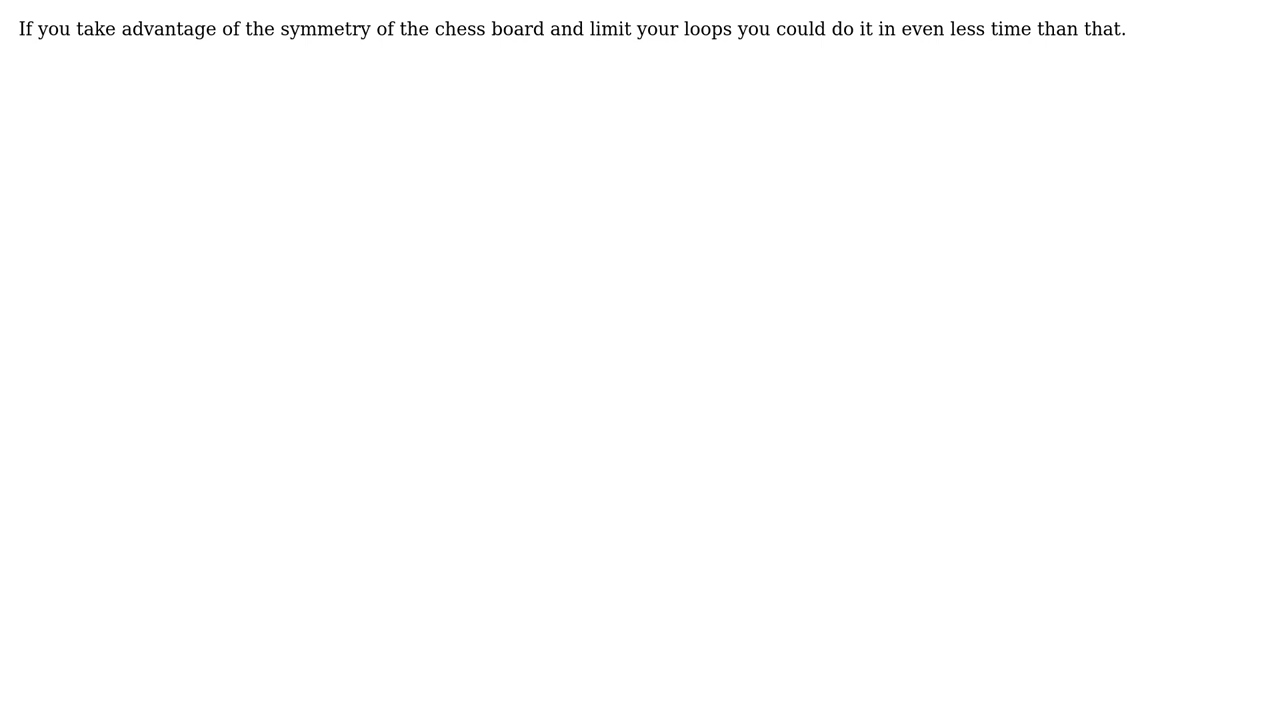 If you take advantage of the symmetry of the chess board and limit your loops you could do it in even less time than that.